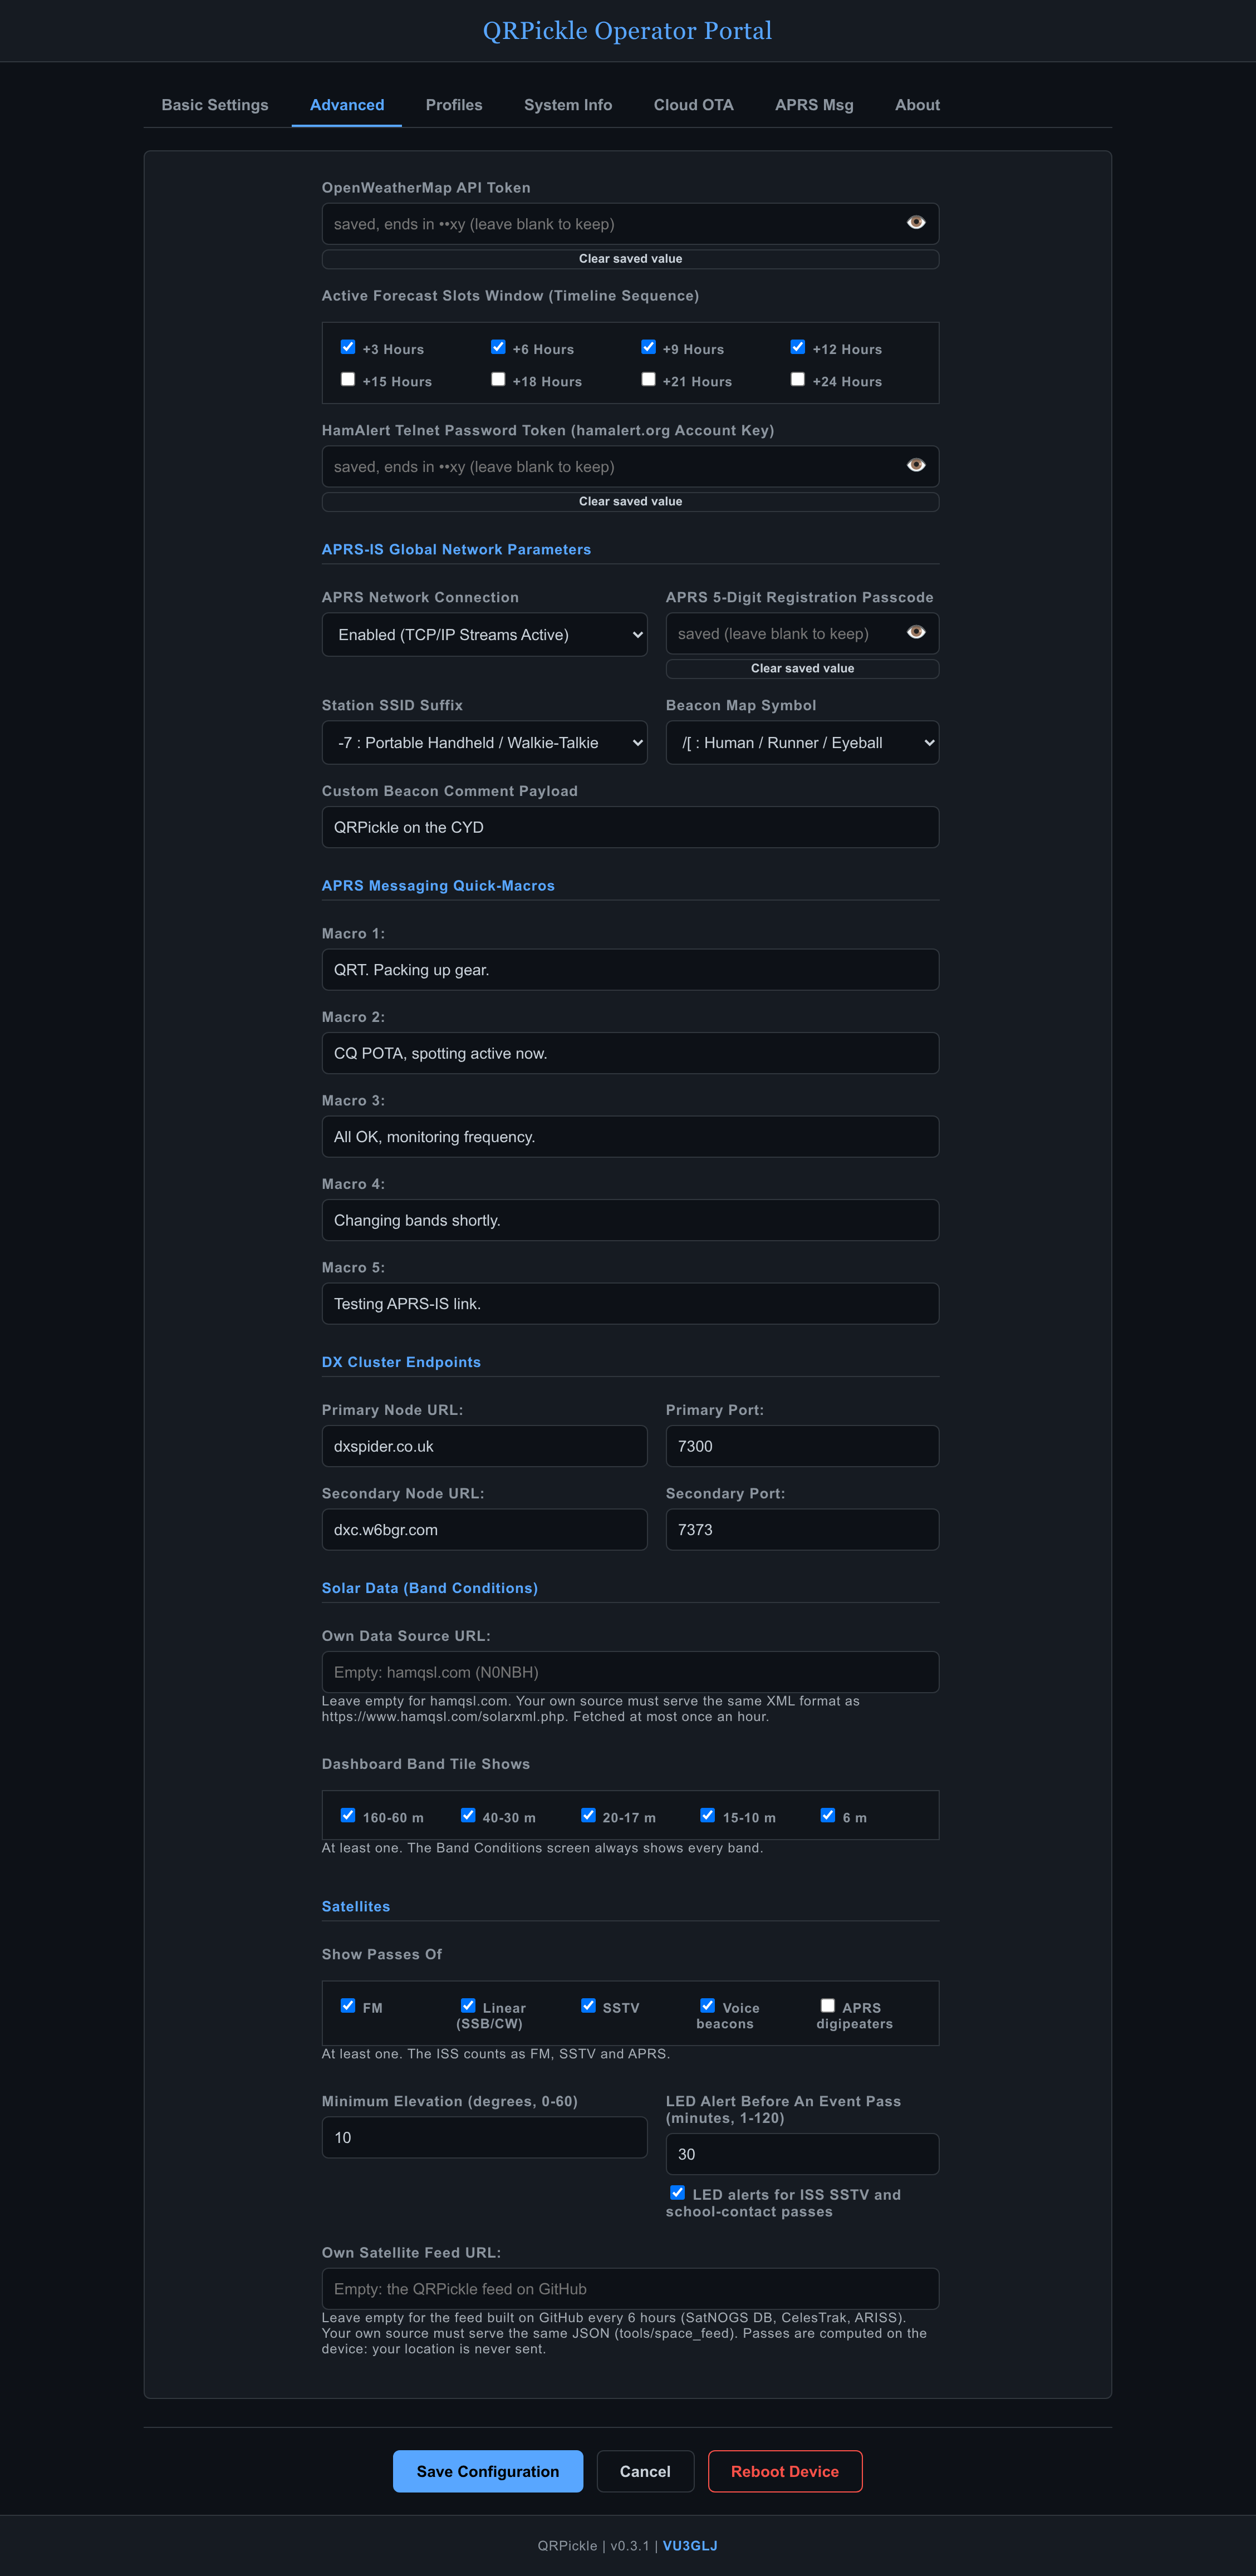 QRPickle Operator Portal
Basic Settings Advanced Profiles System Info Cloud OTA APRS Msg About
OpenWeatherMap API Token
saved, ends in ••xy (leave blank to keep)
Clear saved value
Active Forecast Slots Window (Timeline Sequence)
+3 Hours +6 Hours +9 Hours +12 Hours
+15 Hours +18 Hours +21 Hours +24 Hours
HamAlert Telnet Password Token (hamalert.org Account Key)
saved, ends in ••xy (leave blank to keep)
Clear saved value
APRS-IS Global Network Parameters
APRS Network Connection
Enabled (TCP/IP Streams Active)
APRS 5-Digit Registration Passcode
saved (leave blank to keep)
Clear saved value
Station SSID Suffix
-7 : Portable Handheld / Walkie-Talkie
Beacon Map Symbol
/[ : Human / Runner / Eyeball
Custom Beacon Comment Payload
QRPickle on the CYD
APRS Messaging Quick-Macros
Macro 1:
QRT. Packing up gear.
Macro 2:
CQ POTA, spotting active now.
Macro 3:
All OK, monitoring frequency.
Macro 4:
Changing bands shortly.
Macro 5:
Testing APRS-IS link.
DX Cluster Endpoints
Primary Node URL:
dxspider.co.uk
Primary Port:
7300
Secondary Node URL:
dxc.w6bgr.com
Secondary Port:
7373
Solar Data (Band Conditions)
Own Data Source URL:
Empty: hamqsl.com (N0NBH)
Leave empty for hamqsl.com. Your own source must serve the same XML format as
https://www.hamqsl.com/solarxml.php. Fetched at most once an hour.
Dashboard Band Tile Shows
160-60 m 40-30 m 20-17 m 15-10 m 6 m
At least one. The Band Conditions screen always shows every band.
Satellites
Show Passes Of
FM
Linear
(SSB/CW)
SSTV
Voice
beacons
APRS
digipeaters
At least one. The ISS counts as FM, SSTV and APRS.
Minimum Elevation (degrees, 0-60)
10
LED Alert Before An Event Pass
(minutes, 1-120)
30
LED alerts for ISS SSTV and
school-contact passes
Own Satellite Feed URL:
Empty: the QRPickle feed on GitHub
Leave empty for the feed built on GitHub every 6 hours (SatNOGS DB, CelesTrak, ARISS).
Your own source must serve the same JSON (tools/space_feed). Passes are computed on the
device: your location is never sent.
Save Configuration Cancel Reboot Device
QRPickle | v0.3.1 | VU3GLJ